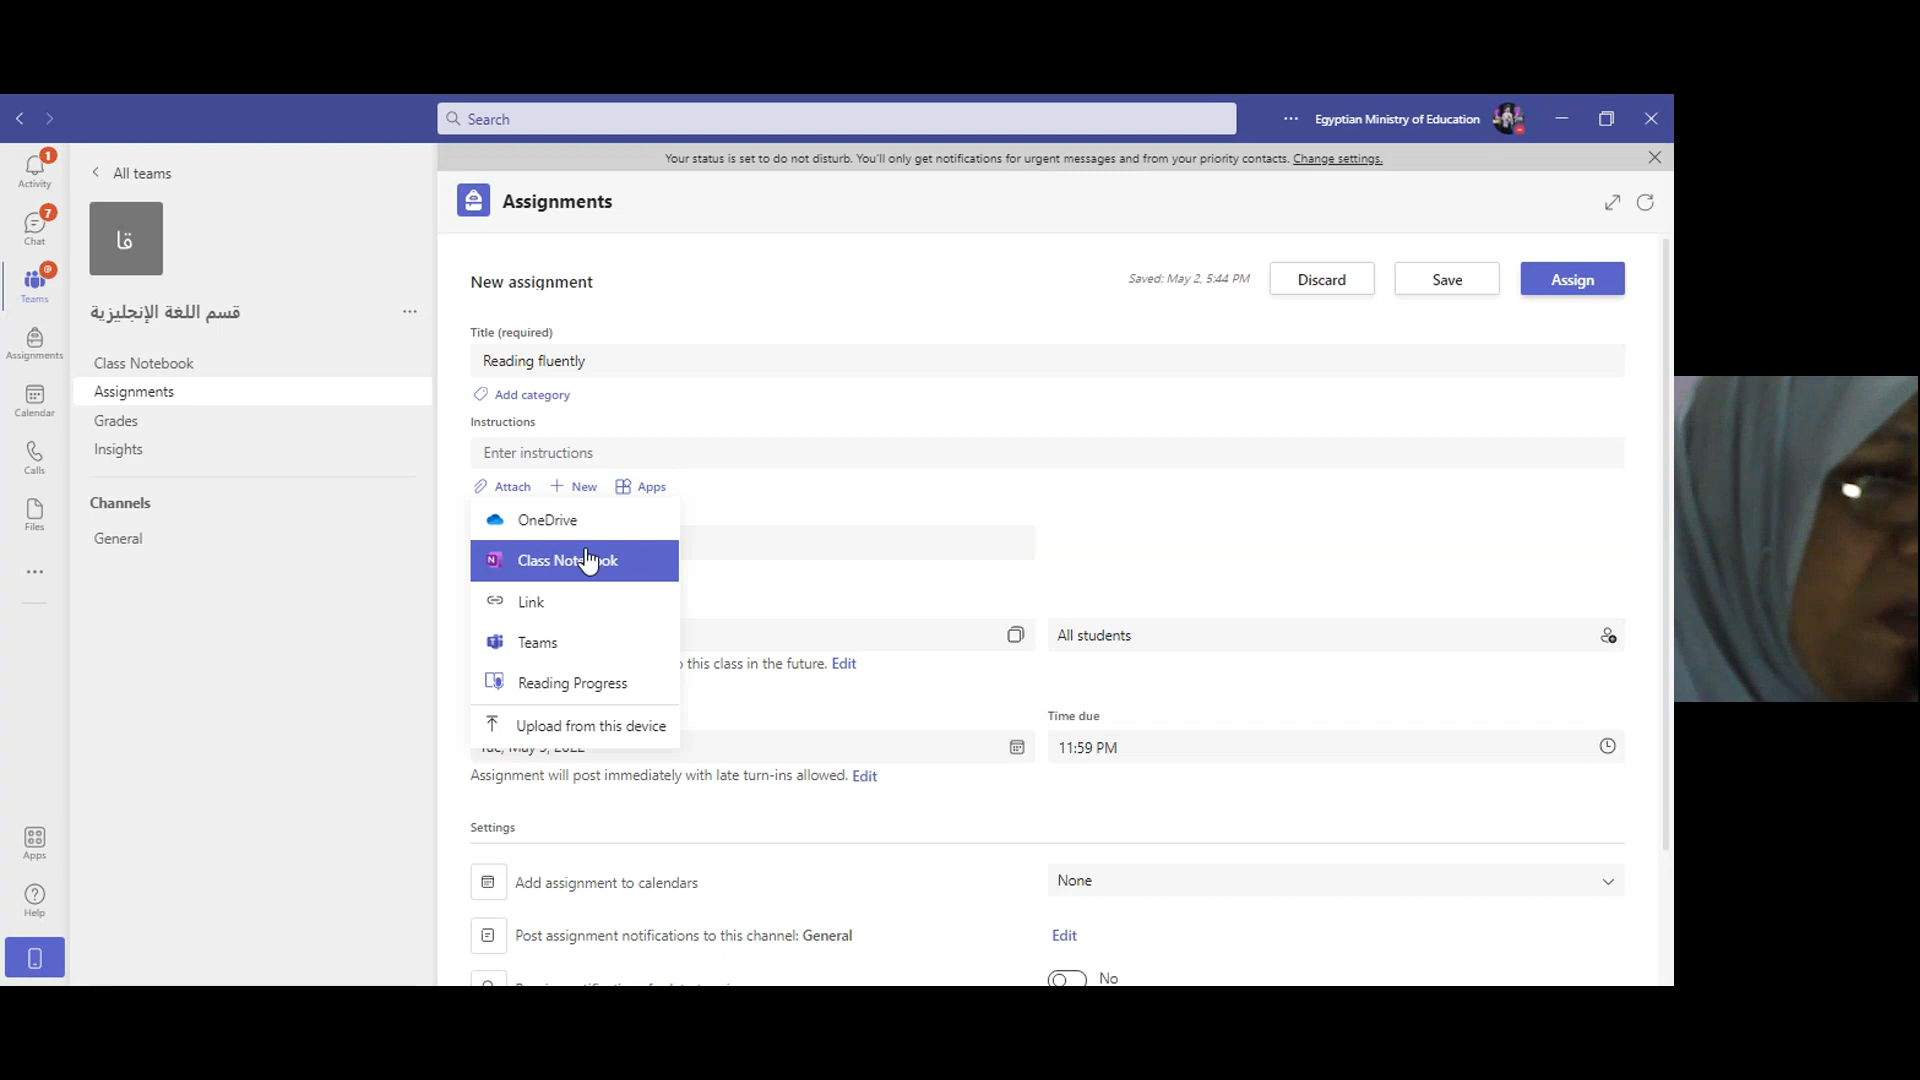 Search
Egyptian Ministry of Education
Your status is set to do not disturb. You'll only get notifications for urgent messages and from your priority contacts. Change settings.
1
Activity
7
Chat
@
Teams
Assignments
Calendar
Calls
Files
Apps
Help
All teams
قا
قسم اللغة الإنجليزية
Class Notebook
Assignments
Grades
Insights
Channels
General
Assignments
New assignment
Saved: May 2, 5:44 PM
Discard
Save
Assign
Title (required)
Reading fluently
Add category
Instructions
Enter instructions
Attach
New
Apps
OneDrive
Class Notebook
Link
Teams
Reading Progress
Upload from this device
All students
this class in the future. Edit
Time due
11:59 PM
Assignment will post immediately with late turn-ins allowed. Edit
Settings
Add assignment to calendars
None
Post assignment notifications to this channel: General
Edit
No